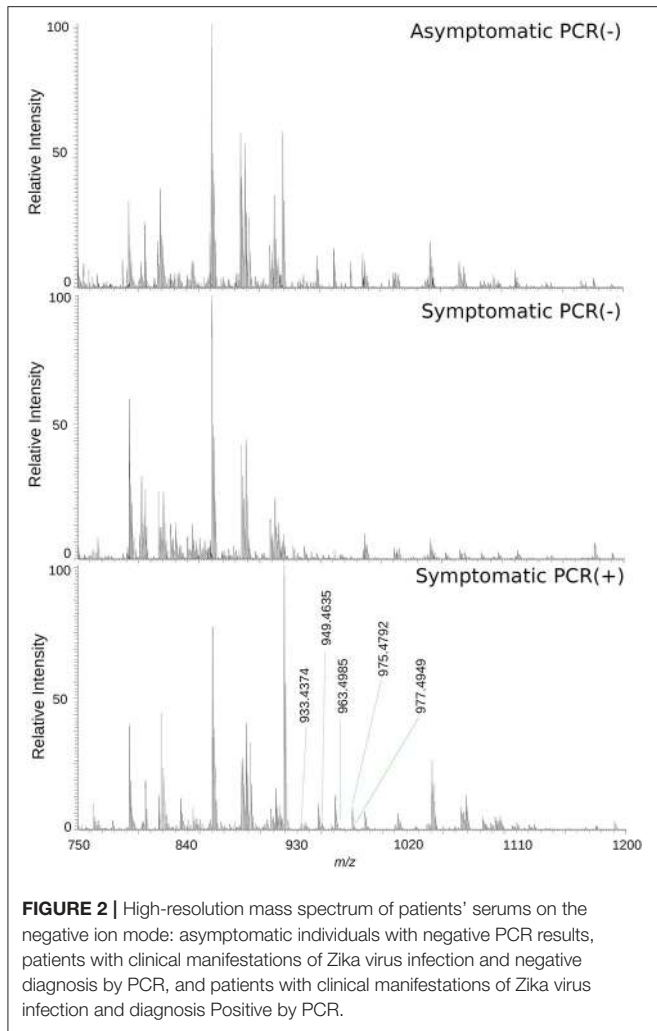 Asymptomatic PCR(-)
100
50
0
Relative Intensity
Symptomatic PCR(-)
100
50
0
Relative Intensity
Symptomatic PCR(+)
100
50
0
Relative Intensity
933.4374
949.4635
963.4985
975.4792
977.4949
750 840 930 1020 1110 1200
m/z
FIGURE 2 | High-resolution mass spectrum of patients’ serums on the
negative ion mode: asymptomatic individuals with negative PCR results,
patients with clinical manifestations of Zika virus infection and negative
diagnosis by PCR, and patients with clinical manifestations of Zika virus
infection and diagnosis Positive by PCR.